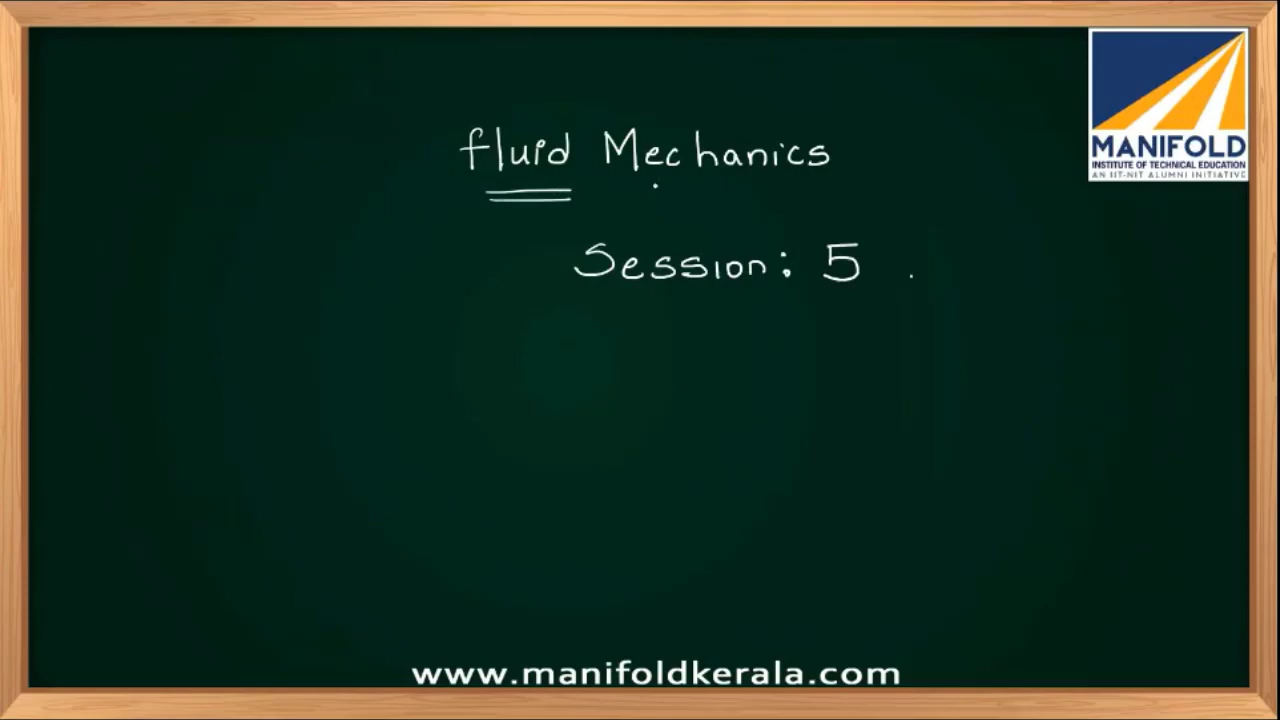 fluid Mechanics
Session: 5
MANIFOLD
INSTITUTE OF TECHNICAL EDUCATION
AN IIT-NIT ALUMNI INITIATIVE
www.manifoldkerala.com